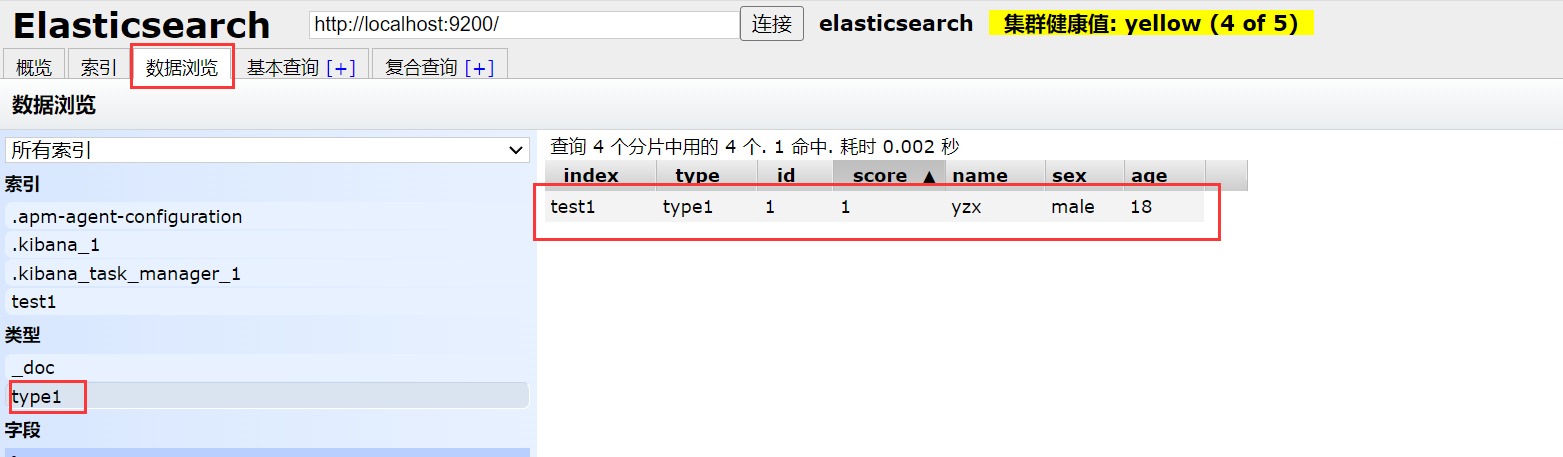 Elasticsearch http://localhost:9200/ 连接 elasticsearch 集群健康值: yellow (4 of 5)
概览 索引 数据浏览 基本查询 [+] 复合查询 [+]
数据浏览
所有索引
索引
.apm-agent-configuration
.kibana_1
.kibana_task_manager_1
test1
类型
_doc
type1
字段
查询 4 个分片中用的 4 个. 1 命中. 耗时 0.002 秒
_index _type _id _score ▲ name sex age
test1 type1 1 1 yzx male 18